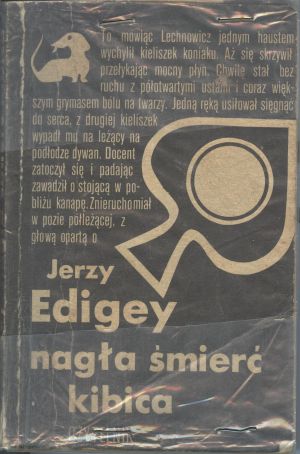 To mówiąc Lechnowicz jednym haustem
wychylił kieliszek koniaku. Aż się skrzywił
przełykając mocny płyn. Chwilę stał bez
ruchu z półotwartymi ustami i coraz więk-
szym grymasem bólu na twarzy. Jedną ręką usiłował sięgnąć
do serca, z drugiej kieliszek
wypadł mu na leżący na
podłodze dywan. Docent
zatoczył się i padając
zawadził o stojącą w po-
bliżu kanapę. Znieruchomiał
w pozie półleżącej, z
głową opartą o
Jerzy
Edigey
nagła śmierć
kibica